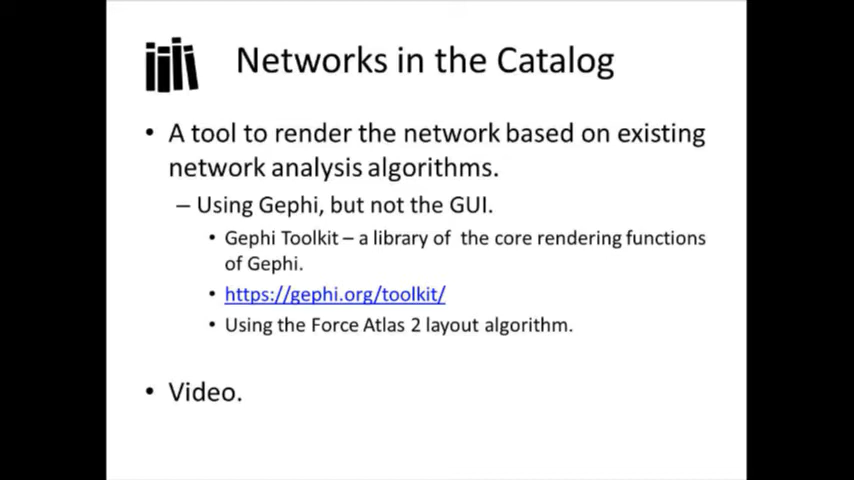 Networks in the Catalog
• A tool to render the network based on existing
network analysis algorithms.
– Using Gephi, but not the GUI.
• Gephi Toolkit – a library of the core rendering functions
of Gephi.
• https://gephi.org/toolkit/
• Using the Force Atlas 2 layout algorithm.
• Video.